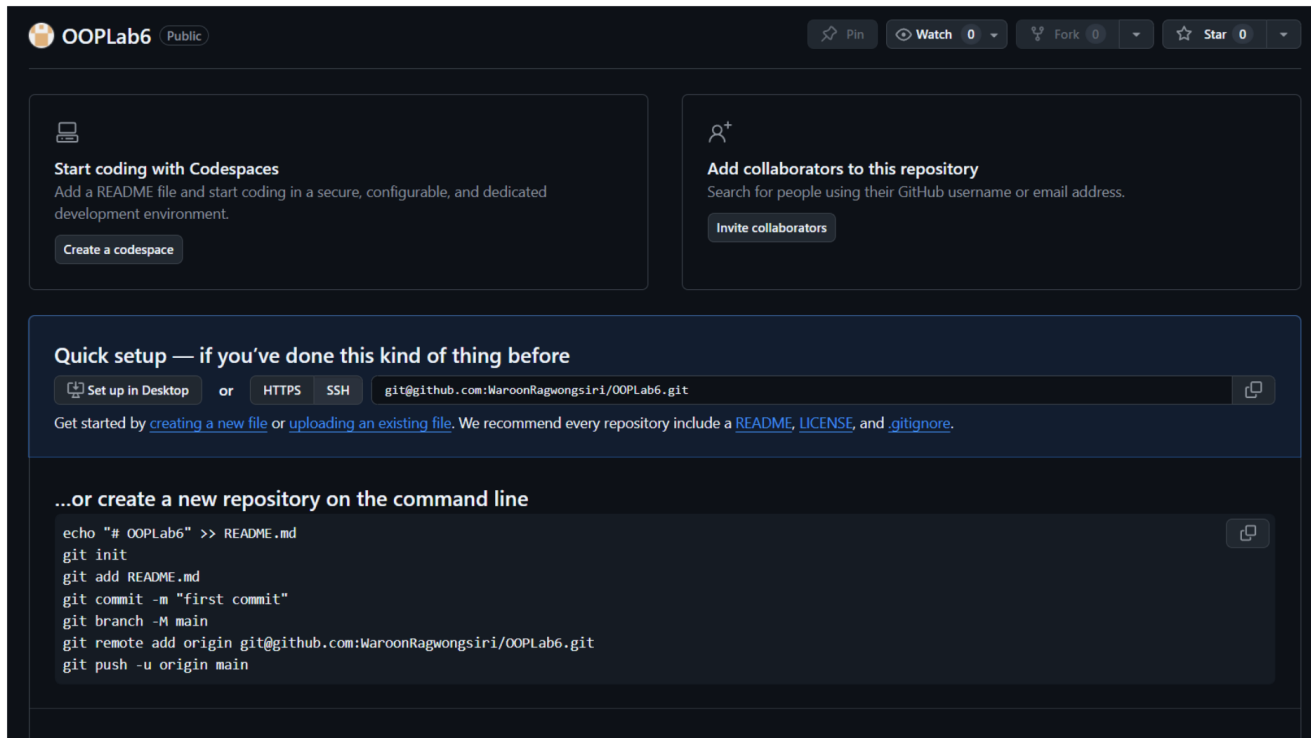 OOPLab6 Public
Pin Watch 0 Fork 0 Star 0
Start coding with Codespaces
Add a README file and start coding in a secure, configurable, and dedicated
development environment.
Create a codespace
Add collaborators to this repository
Search for people using their GitHub username or email address.
Invite collaborators
Quick setup — if you’ve done this kind of thing before
Set up in Desktop or HTTPS SSH git@github.com:WaroonRagwongsiri/OOPLab6.git
Get started by creating a new file or uploading an existing file. We recommend every repository include a README, LICENSE, and .gitignore.
…or create a new repository on the command line
echo "# OOPLab6" >> README.md
git init
git add README.md
git commit -m "first commit"
git branch -M main
git remote add origin git@github.com:WaroonRagwongsiri/OOPLab6.git
git push -u origin main